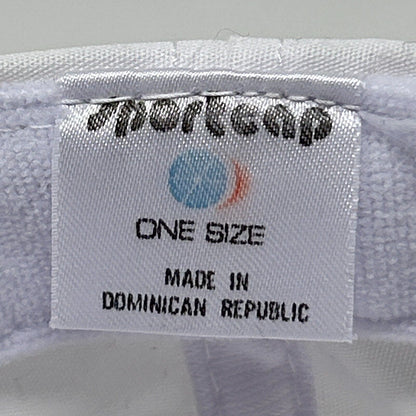 Sportcap
ONE SIZE
MADE IN
DOMINICAN REPUBLIC